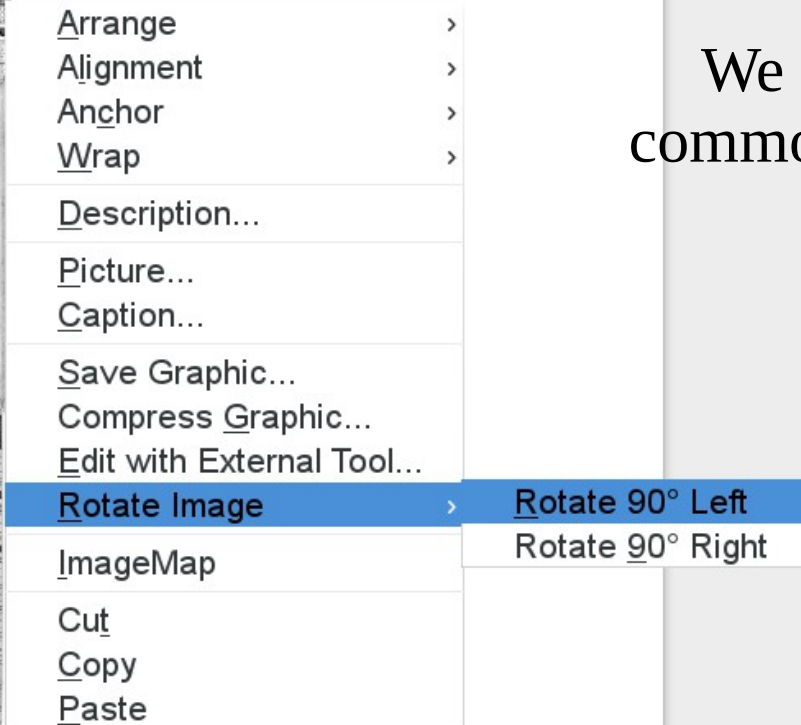 Arrange
Alignment
Anchor
Wrap
Description...
Picture...
Caption...
Save Graphic...
Compress Graphic...
Edit with External Tool...
Rotate Image
Rotate 90° Left
Rotate 90° Right
ImageMap
Cut
Copy
Paste
We
commo